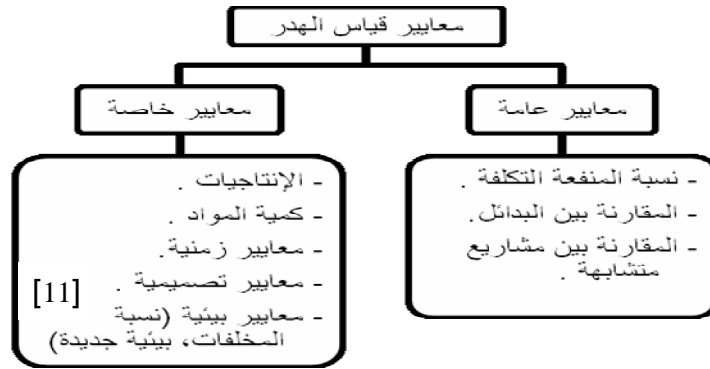 معايير قياس الهدر
معايير عامة
معايير خاصة
- نسبة المنفعة التكلفة .
- المقارنة بين البدائل.
- المقارنة بين مشاريع
متشابهة .
- الإنتاجيات .
- كمية المواد .
- معايير زمنية.
- معايير تصميمية .
- معايير بيئية (نسبة
المخلفات، بيئية جديدة)
[11]